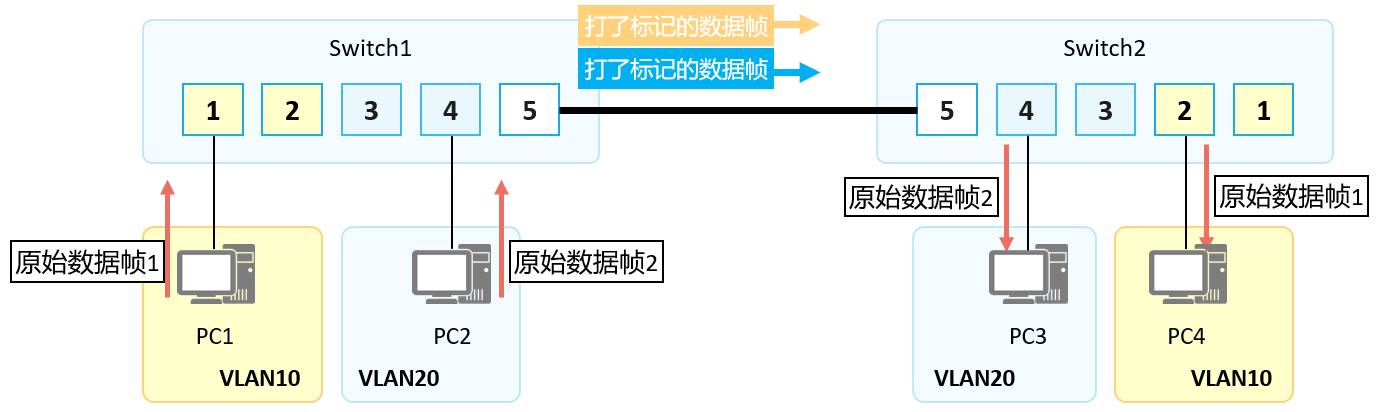 打了标记的数据帧
打了标记的数据帧
Switch1
Switch2
1 2 3 4 5
5 4 3 2 1
原始数据帧1
原始数据帧2
原始数据帧2
原始数据帧1
PC1
PC2
PC3
PC4
VLAN10
VLAN20
VLAN20
VLAN10